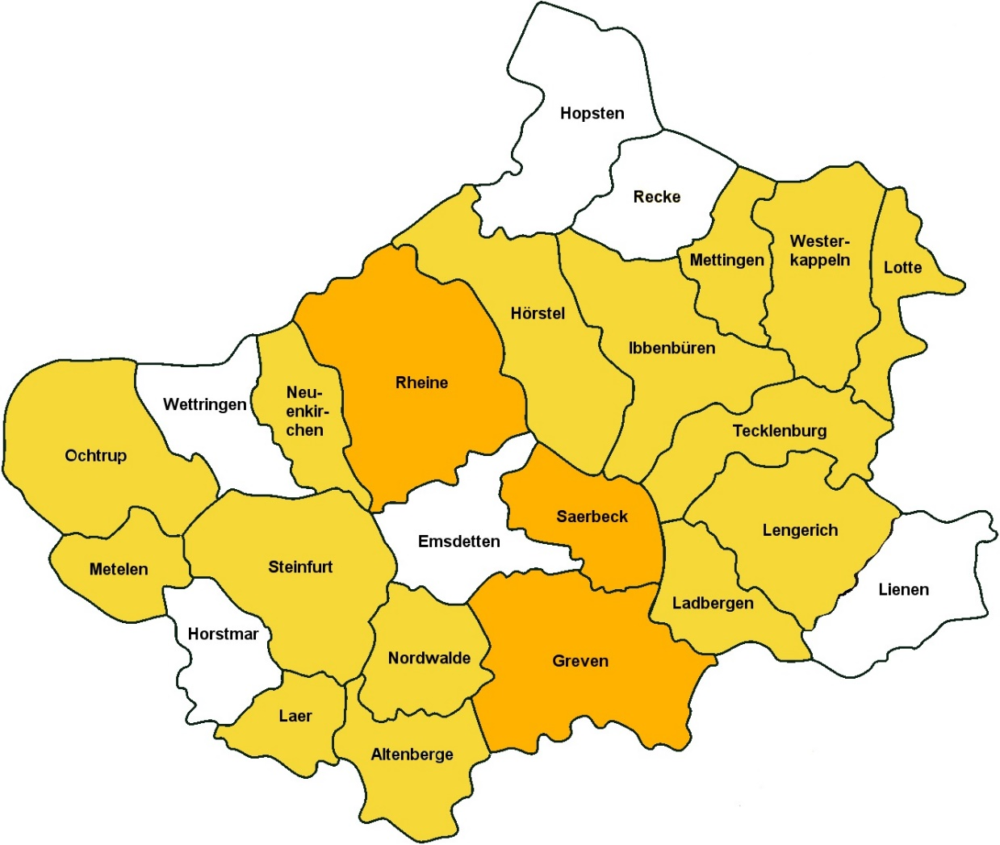 Hopsten
Recke
Wester-
kappeln
Mettingen
Lotte
Hörstel
Ibbenbüren
Rheine
Wettringen
Neu-
enkir-
chen
Tecklenburg
Ochtrup
Saerbeck
Lengerich
Emsdetten
Steinfurt
Metelen
Lienen
Ladbergen
Horstmar
Nordwalde
Greven
Laer
Altenberge